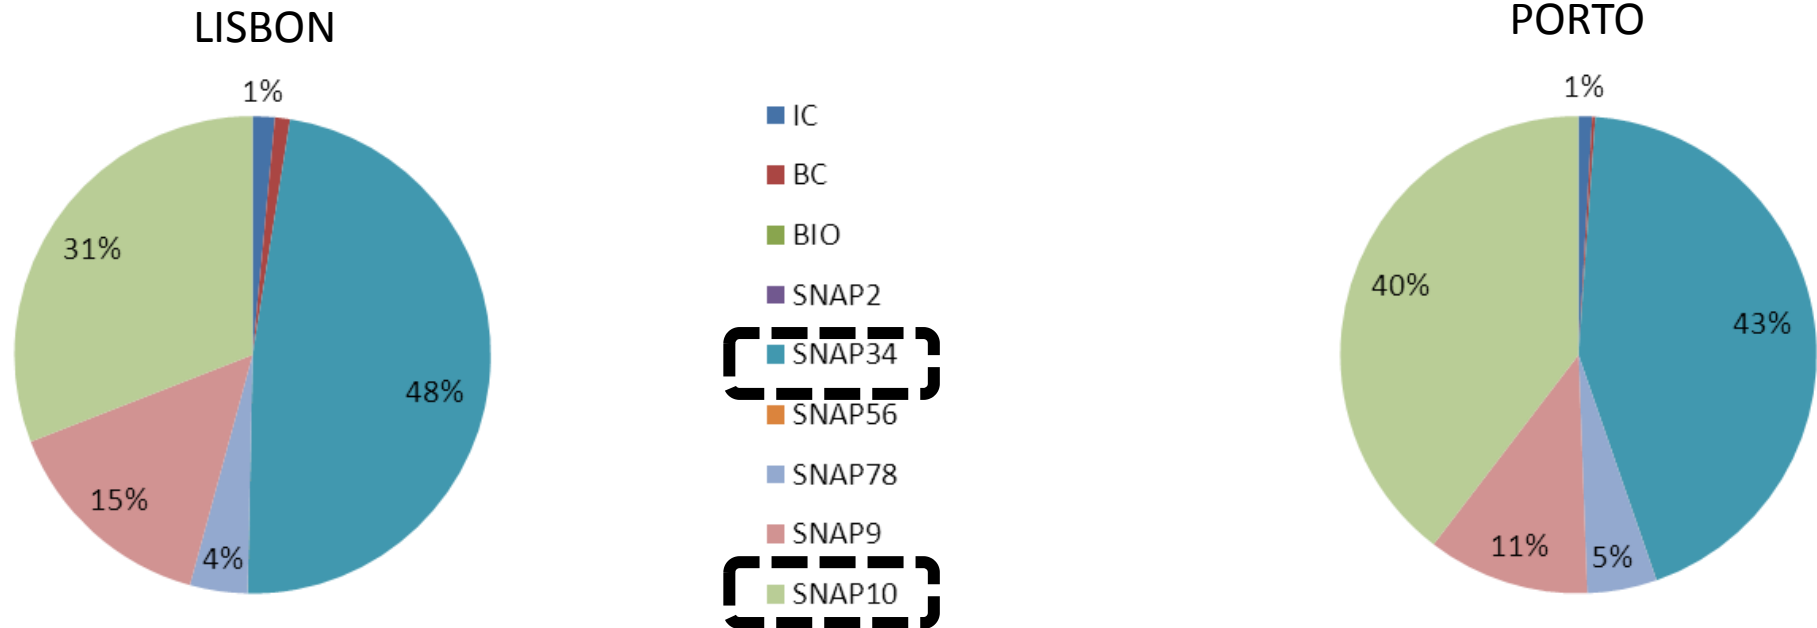 LISBON
1%
31%
48%
15%
4%
IC
BC
BIO
SNAP2
SNAP34
SNAP56
SNAP78
SNAP9
SNAP10
PORTO
1%
40%
43%
11%
5%